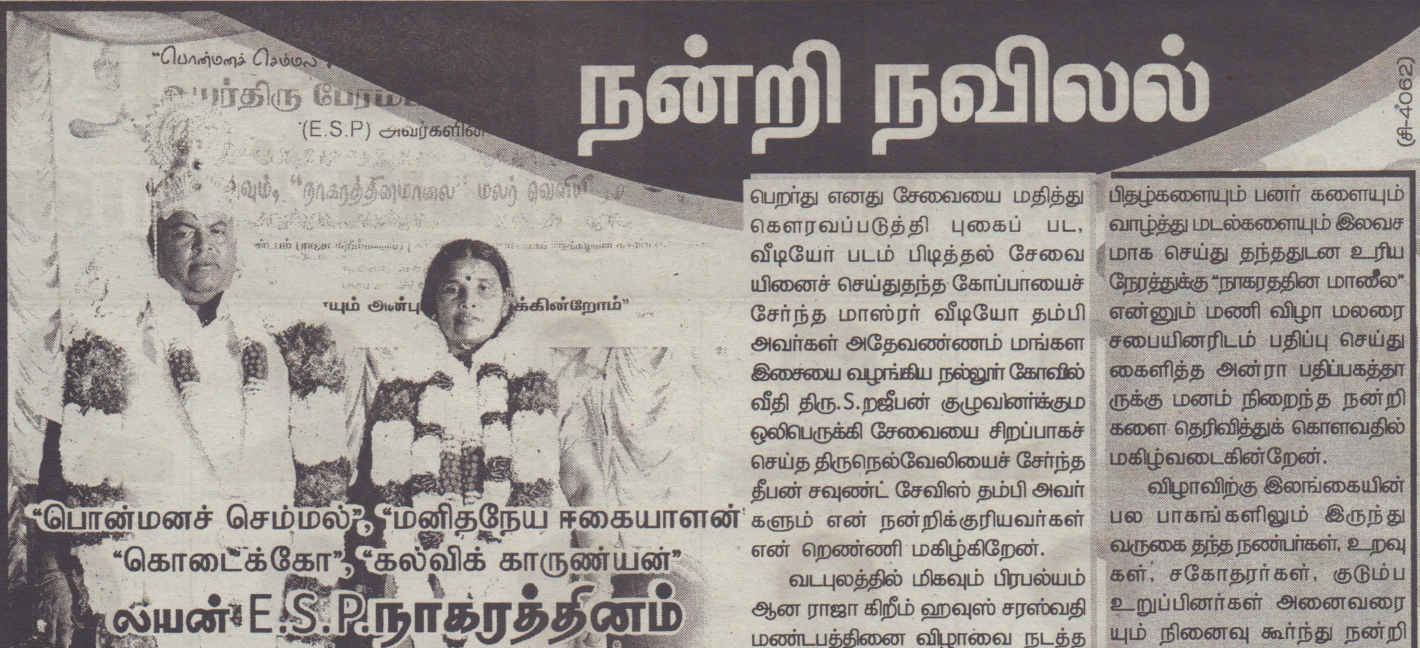 நன்றி நவிலல்
(சி-4062)
"பொன்மனச் செம்மல்
உயர்திரு
(E.S.P) அவர்களின்
"நாகரத்தினமாலை" மலர்
யும் அன்பு க்கின்றோம்"
"பொன்மனச் செம்மல்", "மனிதநேய ஈகையாளன்"
"கொடைக்கோ", "கல்விக் காருண்யன்"
லயன் E.S.P.நாகரத்தினம்
பெறர்து எனது சேவையை மதித்து
கௌரவப்படுத்தி புகைப் பட,
வீடியோ படம் பிடித்தல் சேவை
யினைச் செய்துதந்த கோப்பாயைச்
சேர்ந்த மாஸ்ரர் வீடியோ தம்பி
அவர்கள் அதேவண்ணம் மங்கள
இசையை வழங்கிய நல்லூர் கோவில்
வீதி திரு.S.றஜீபன் குழுவினர்க்கும
ஒலிபெருக்கி சேவையை சிறப்பாகச்
செய்த திருநெல்வேலியைச் சேர்ந்த
தீபன் சவுண்ட் சேவிஸ் தம்பி அவர்
களும் என் நன்றிக்குரியவர்கள்
என் றெண்ணி மகிழ்கிறேன்.
வடபுலத்தில் மிகவும் பிரபல்யம்
ஆன ராஜா கிறீம் ஹவுஸ் சரஸ்வதி
மண்டபத்தினை விழாவை நடத்த
பிதழ்களையும் பனர் களையும்
வாழ்த்து மடல்களையும் இலவச
மாக செய்து தந்ததுடன உரிய
நேரத்துக்கு "நாகரத்தின மாலை"
என்னும் மணி விழா மலரை
சபையினரிடம் பதிப்பு செய்து
கைளித்த அன்ரா பதிப்பகத்தா
ருக்கு மனம் நிறைந்த நன்றி
களை தெரிவித்துக் கொளவதில்
மகிழ்வடைகின்றேன்.
விழாவிற்கு இலங்கையின்
பல பாகங்களிலும் இருந்து
வருகை தந்த நண்பர்கள், உறவு
கள், சகோதரர்கள், குடும்ப
உறுப்பினர்கள் அனைவரை
யும் நினைவு கூர்ந்து நன்றி